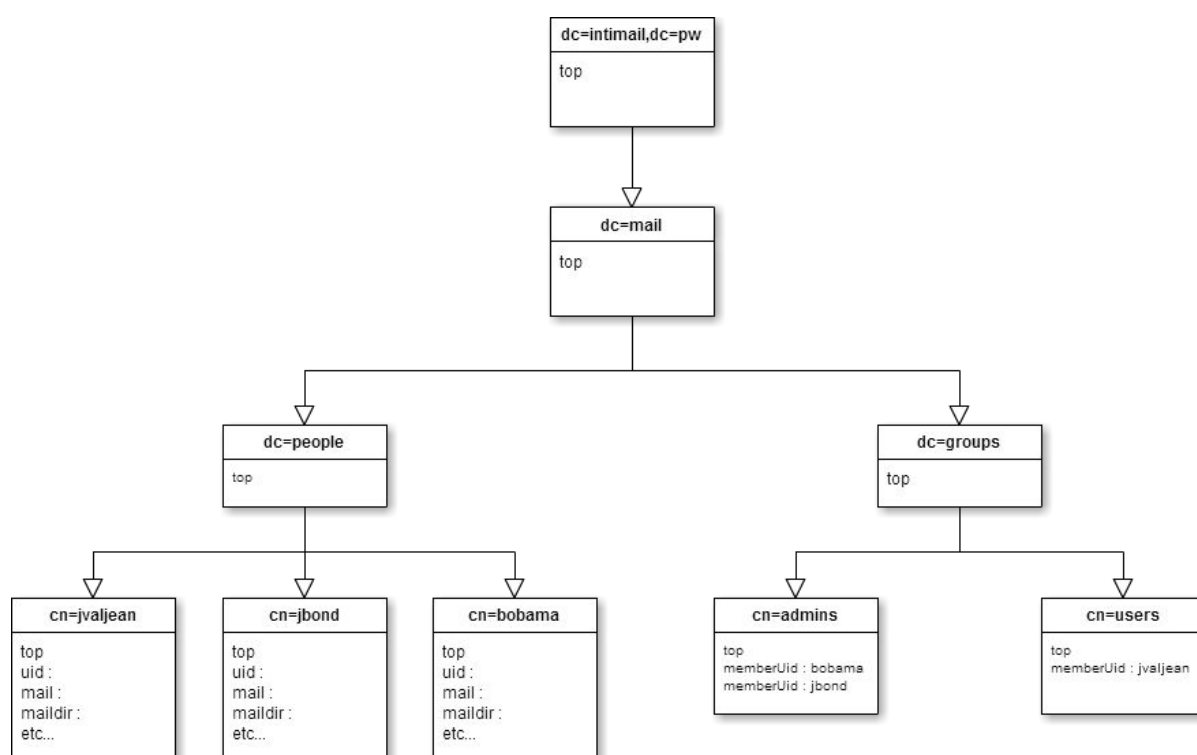 dc=intimail,dc=pw
top
dc=mail
top
dc=people
top
dc=groups
top
cn=jvaljean
top
uid :
mail :
maildir :
etc...
cn=jbond
top
uid :
mail :
maildir :
etc...
cn=bobama
top
uid :
mail :
maildir :
etc...
cn=admins
top
memberUid : bobama
memberUid : jbond
cn=users
top
memberUid : jvaljean